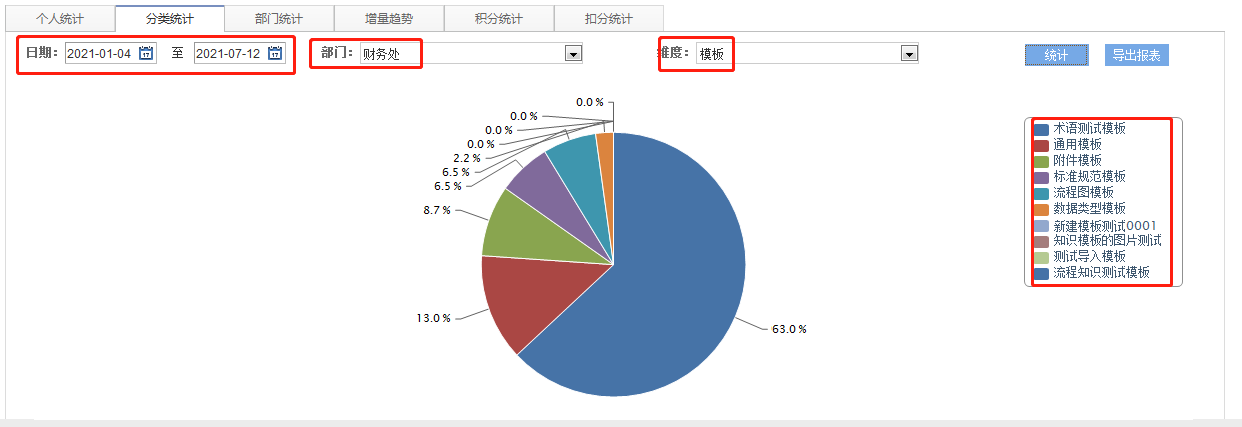 个人统计 分类统计 部门统计 增量趋势 积分统计 扣分统计
日期： 2021-01-04 至 2021-07-12 部门： 财务处 维度： 模板 统计 导出报表
0.0 %
0.0 %
0.0 %
0.0 %
2.2 %
6.5 %
6.5 %
8.7 %
13.0 %
63.0 %
术语测试模板
通用模板
附件模板
标准规范模板
流程图模板
数据类型模板
新建模板测试0001
知识模板的图片测试
测试导入模板
流程知识测试模板